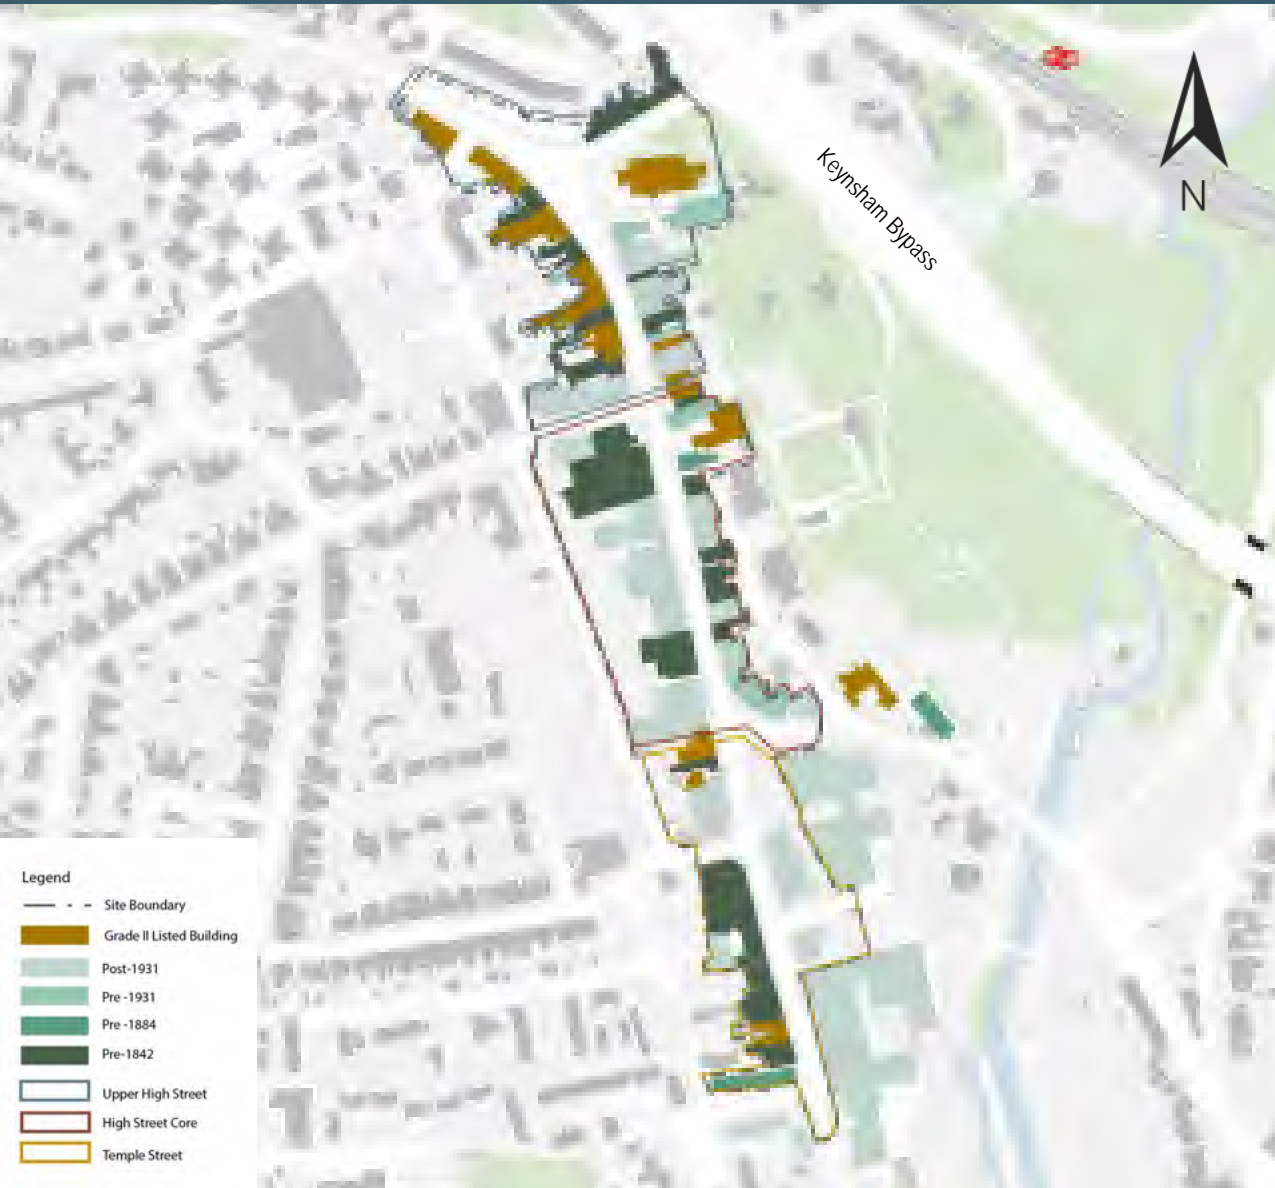 Keynsham Bypass
N
Legend
Site Boundary
Grade II Listed Building
Post-1931
Pre -1931
Pre -1884
Pre-1842
Upper High Street
High Street Core
Temple Street